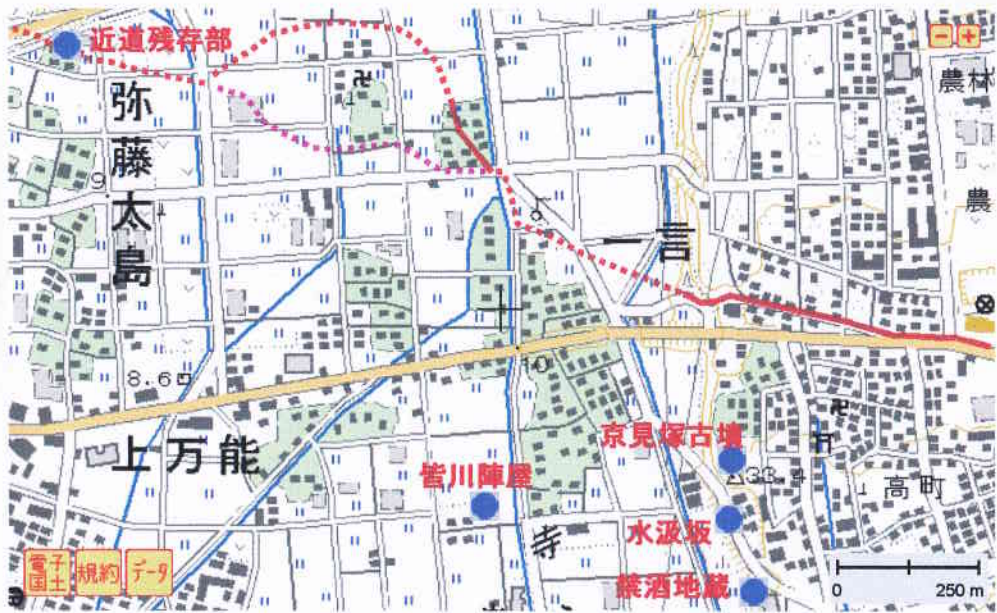 近道残存部
農林
弥藤太島
9
農
一言
10
8.6
京見塚古墳
上万能
皆川陣屋
33.4
高町
水汲坂
寺
電子国土
規約
データ
禁酒地蔵
0
250 m